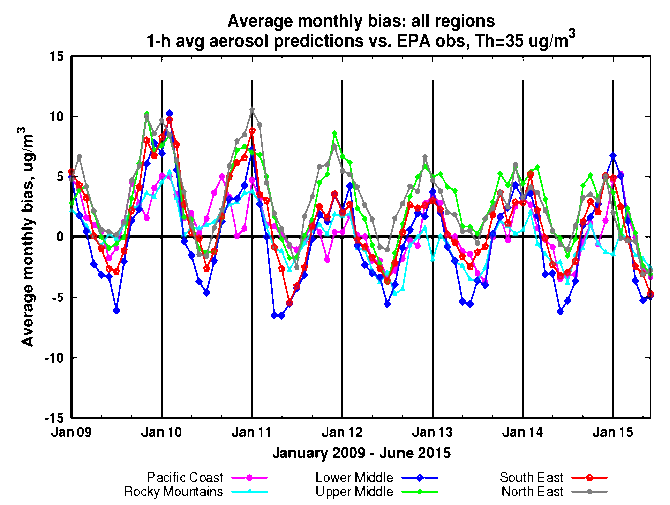 Average monthly bias: all regions
1-h avg aerosol predictions vs. EPA obs, Th=35 ug/m3
Average monthly bias, ug/m3
15
10
5
0
-5
-10
-15
Jan 09 Jan 10 Jan 11 Jan 12 Jan 13 Jan 14 Jan 15
January 2009 - June 2015
Pacific Coast Lower Middle South East
Rocky Mountains Upper Middle North East